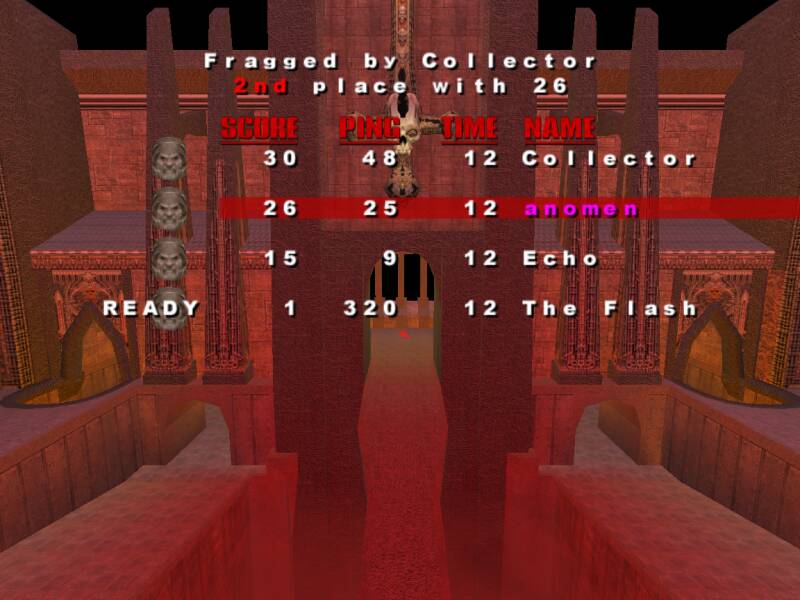 Fragged by Collector
2nd place with 26
SCORE PING TIME NAME
30 48 12 Collector
26 25 12 anomen
15 9 12 Echo
READY 1 320 12 The Flash